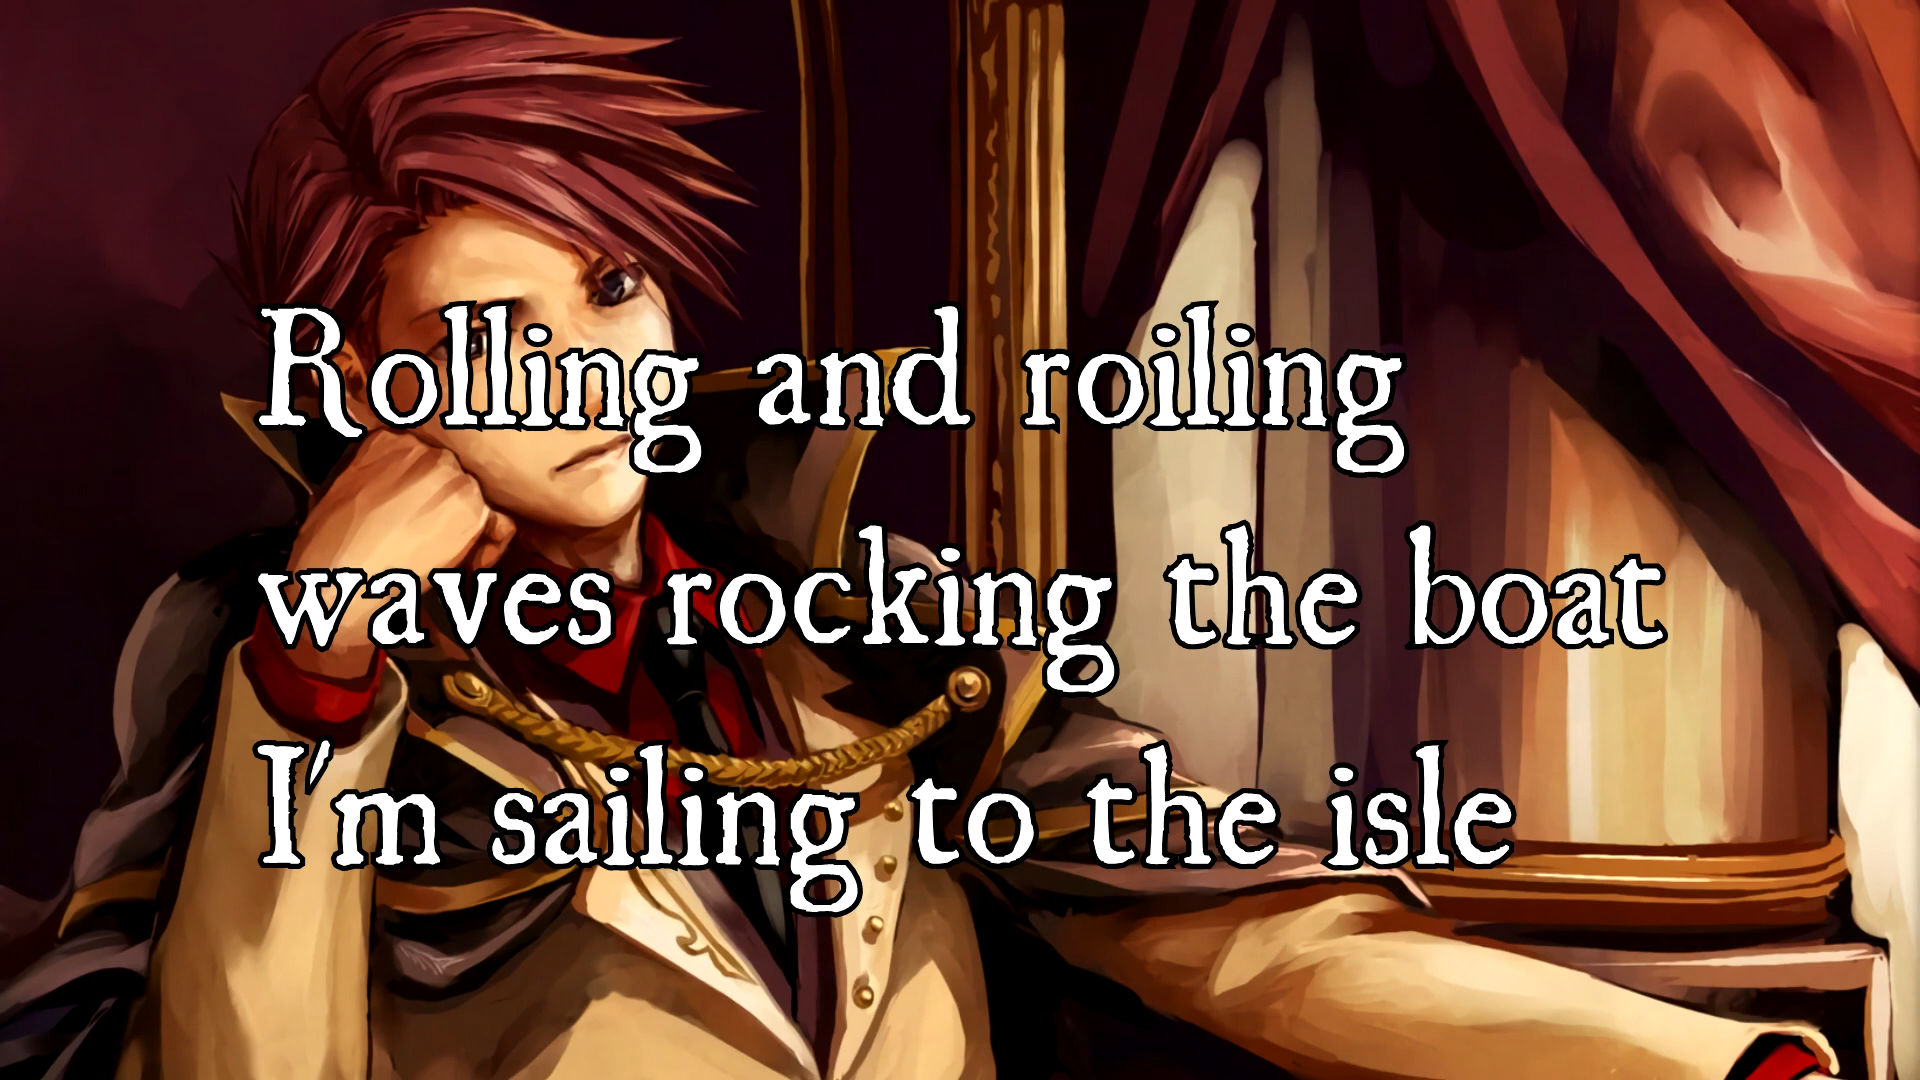 Rolling and roiling
waves rocking the boat
I'm sailing to the isle